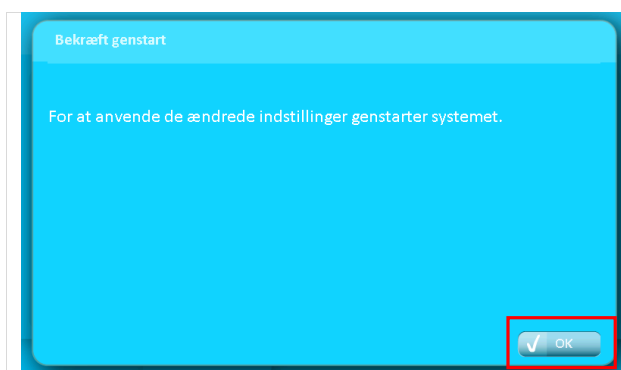 Bekræft genstart
For at anvende de ændrede indstillinger genstarter systemet.
OK